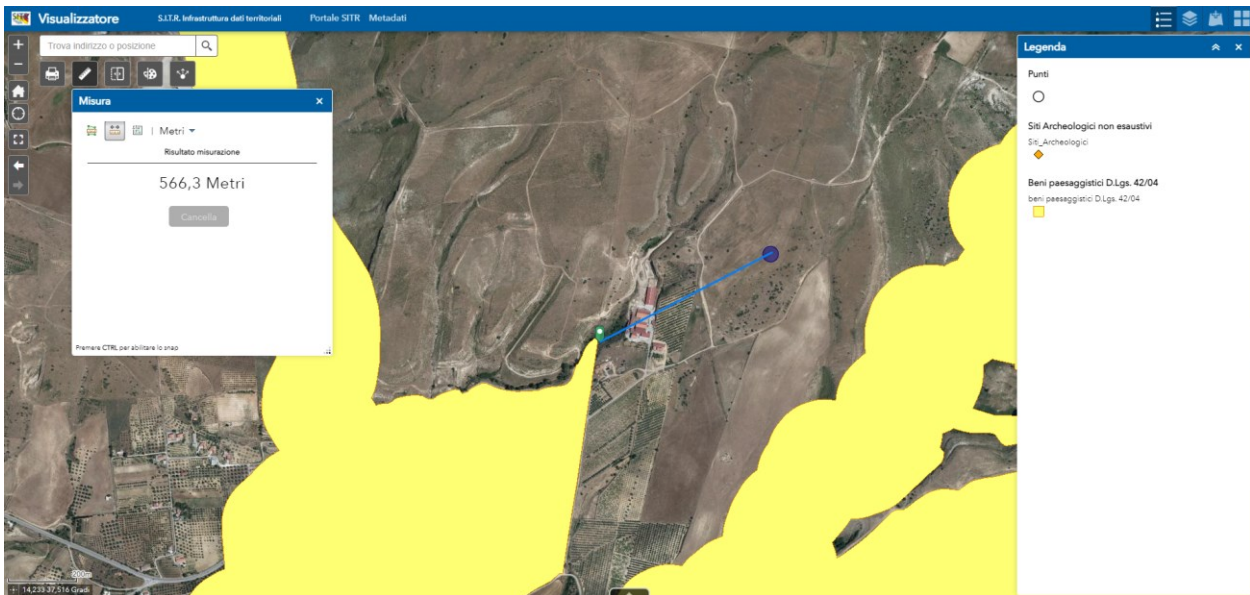 Visualizzatore S.I.T.R. Infrastruttura dati territoriali Portale SITR Metadati
Trova indirizzo o posizione
Misura
Metri
Risultato misurazione
566,3 Metri
Cancella
Premere CTRL per abilitare lo snap
200m
14,233 37,516 Gradi
Legenda
Punti
Siti Archeologici non esaustivi
Siti_Archeologici
Beni paesaggistici D.Lgs. 42/04
beni paesaggistici D.Lgs. 42/04